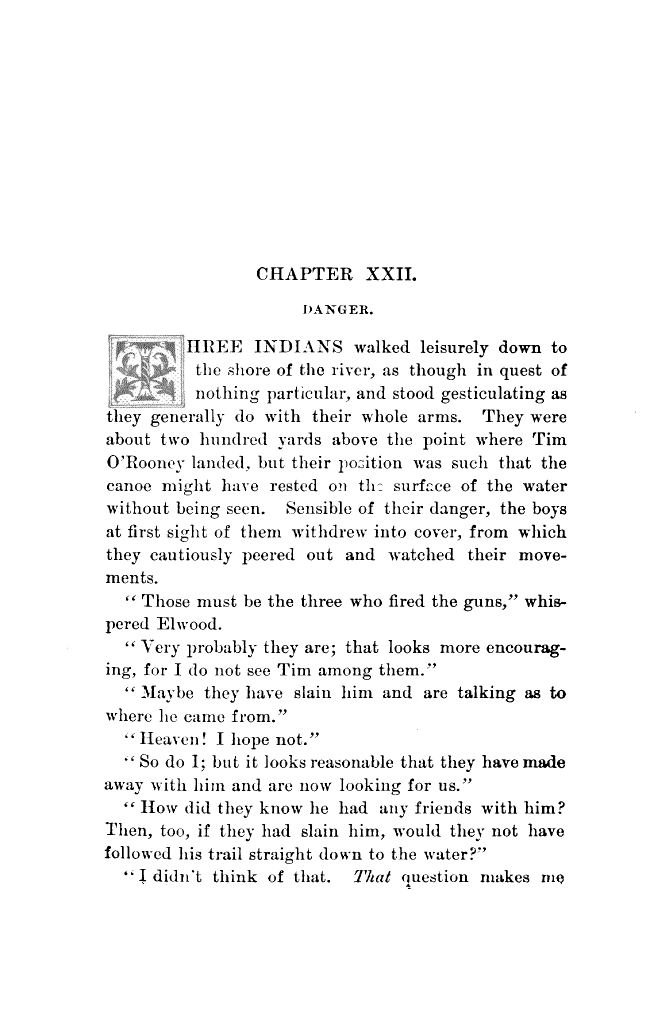 CHAPTER XXII.
DANGER.
THREE INDIANS walked leisurely down to
the shore of the river, as though in quest of
nothing particular, and stood gesticulating as
they generally do with their whole arms. They were
about two hundred yards above the point where Tim
O'Rooney landed, but their position was such that the
canoe might have rested on the surface of the water
without being seen. Sensible of their danger, the boys
at first sight of them withdrew into cover, from which
they cautiously peered out and watched their move-
ments.
"Those must be the three who fired the guns," whis-
pered Elwood.
"Very probably they are; that looks more encourag-
ing, for I do not see Tim among them."
"Maybe they have slain him and are talking as to
where he came from."
"Heaven! I hope not."
"So do I; but it looks reasonable that they have made
away with him and are now looking for us."
"How did they know he had any friends with him?
Then, too, if they had slain him, would they not have
followed his trail straight down to the water?"
"I didn't think of that. That question makes me